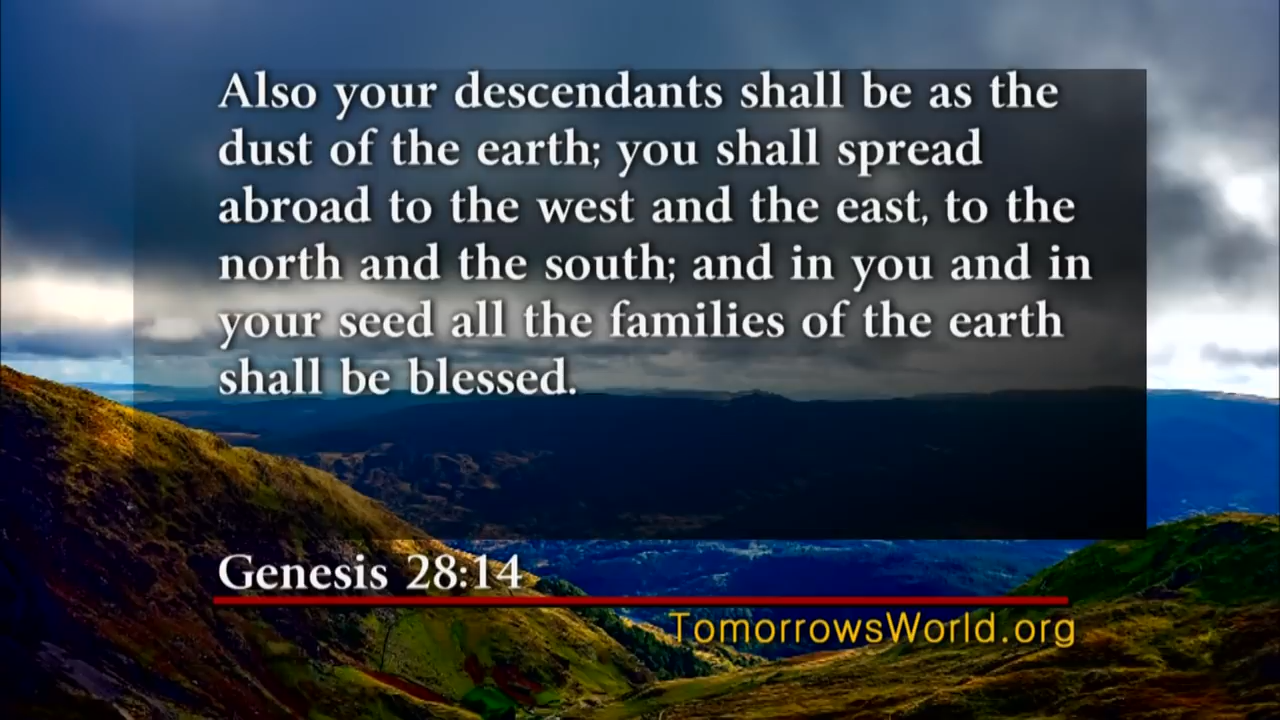 Also your descendants shall be as the
dust of the earth; you shall spread
abroad to the west and the east, to the
north and the south; and in you and in
your seed all the families of the earth
shall be blessed.
Genesis 28:14
TomorrowsWorld.org